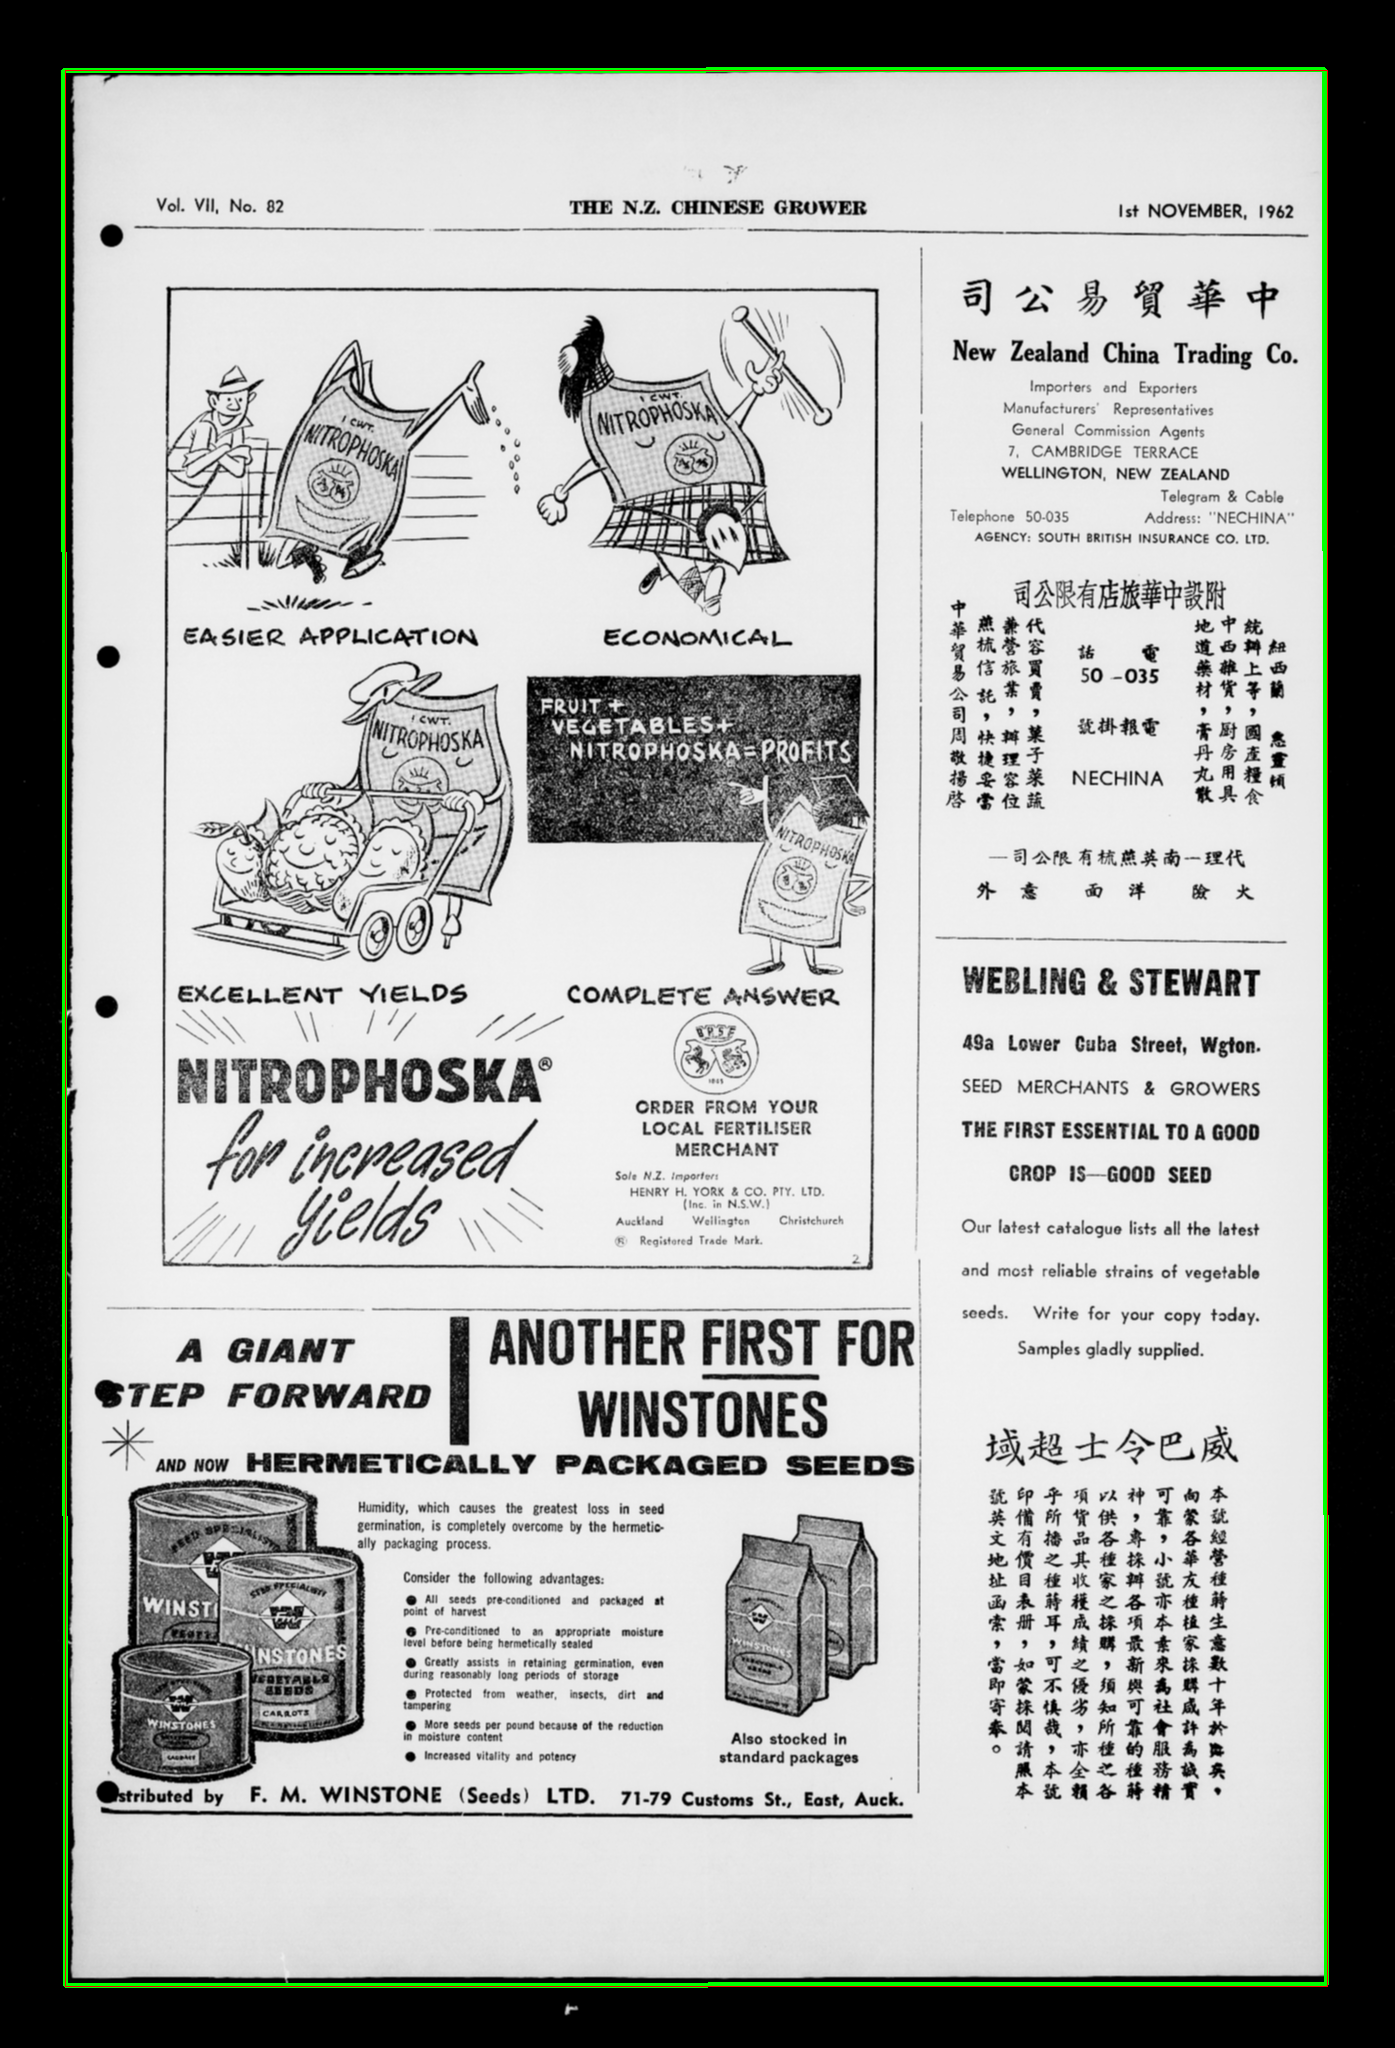 Vol. VII, No. 82
THE N.Z. CHINESE GROWER
1st NOVEMBER, 1962
1 CWT.
NITROPHOSKA
1 CWT.
NITROPHOSKA
EASIER APPLICATION
ECONOMICAL
1 CWT.
NITROPHOSKA
FRUIT +
VEGETABLES +
NITROPHOSKA = PROFITS
NITROPHOSKA
EXCELLENT YIELDS
COMPLETE ANSWER
NITROPHOSKA®
for increased
yields
ORDER FROM YOUR
LOCAL FERTILISER
MERCHANT
Sole N.Z. Importers
HENRY H. YORK & CO. PTY. LTD.
(Inc. in N.S.W.)
Auckland Wellington Christchurch
® Registered Trade Mark.
2
A GIANT
STEP FORWARD
ANOTHER FIRST FOR
WINSTONES
AND NOW HERMETICALLY PACKAGED SEEDS
Humidity, which causes the greatest loss in seed
germination, is completely overcome by the hermetic-
ally packaging process.
Consider the following advantages:
● All seeds pre-conditioned and packaged at
point of harvest
● Pre-conditioned to an appropriate moisture
level before being hermetically sealed
● Greatly assists in retaining germination, even
during reasonably long periods of storage
● Protected from weather, insects, dirt and
tampering
● More seeds per pound because of the reduction
in moisture content
● Increased vitality and potency
SEED SPECIALISTS
WINSTONES
VEGETABLE
SEEDS
CARROTS
WINSTONES
WINSTONES
Also stocked in
standard packages
stributed by F. M. WINSTONE (Seeds) LTD. 71-79 Customs St., East, Auck.
司公易貿華中
New Zealand China Trading Co.
Importers and Exporters
Manufacturers' Representatives
General Commission Agents
7, CAMBRIDGE TERRACE
WELLINGTON, NEW ZEALAND
Telegram & Cable
Telephone 50-035 Address: "NECHINA"
AGENCY: SOUTH BRITISH INSURANCE CO. LTD.
司公限有店旅華中設附
紐西蘭
統辦上等，國產糧食
中西雜貨，厨房用具
地道藥材，膏丹丸散
話電
50-035
號掛報電
NECHINA
代容買賣，菓子菜蔬
兼營旅業，辦理容位
燕梳信託，快捷妥當
中華貿易公司周敬揚啓
—司公限有梳燕英南—理代
外意 面洋 險火
WEBLING & STEWART
49a Lower Cuba Street, Wgton.
SEED MERCHANTS & GROWERS
THE FIRST ESSENTIAL TO A GOOD
CROP IS—GOOD SEED
Our latest catalogue lists all the latest
and most reliable strains of vegetable
seeds. Write for your copy today.
Samples gladly supplied.
域超士令巴威
本號經營種蒔生意數十年於茲矣，
向蒙各華友種植家採購咸許為誠實
可靠，小號亦本素來為社會服務精
神，專採辦各項最新與可靠的種蒔
以供各種家之採購，須知所種之各
項貨品其收穫成績之優劣，亦全賴
乎所播之種蒔耳，可不慎哉，本號
印備有價目表册，如蒙採閱請照本
號英文地址函索，當即寄奉。